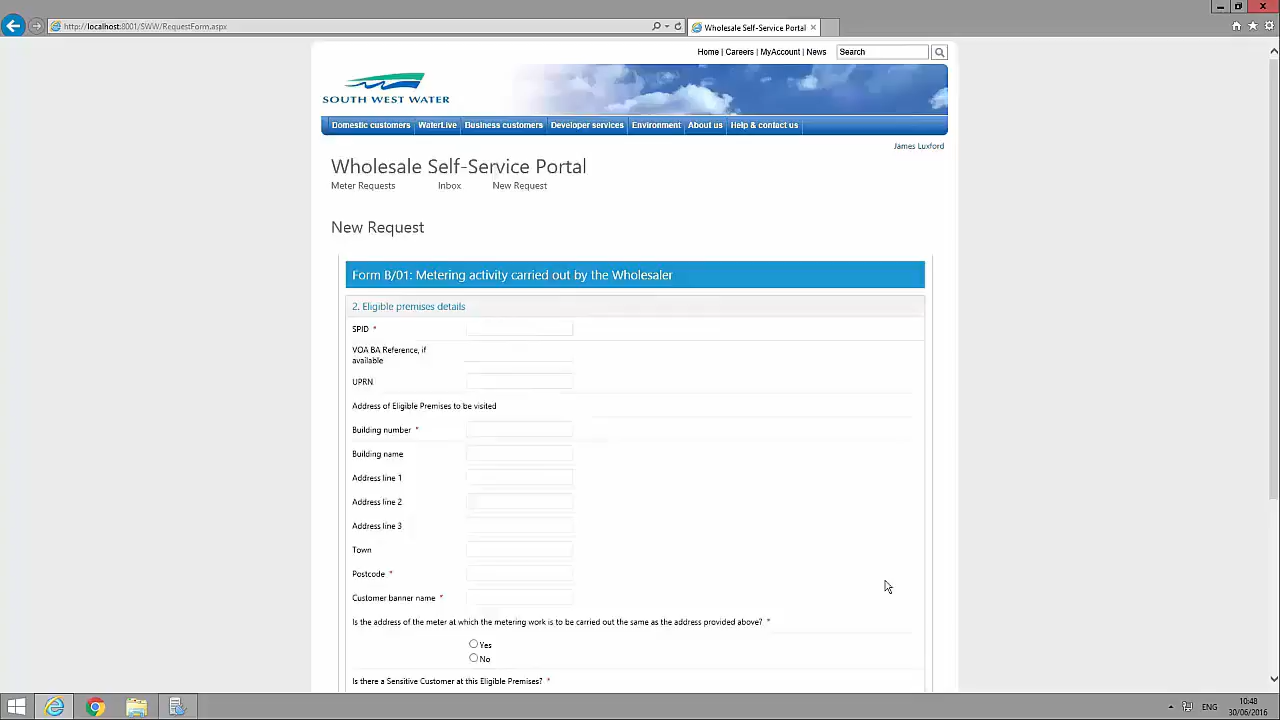 http://localhost:8001/SWW/RequestForm.aspx
Wholesale Self-Service Portal
Home | Careers | MyAccount | News
Search
SOUTH WEST WATER
Domestic customers
WaterLive
Business customers
Developer services
Environment
About us
Help & contact us
James Luxford
Wholesale Self-Service Portal
Meter Requests
Inbox
New Request
New Request
Form B/01: Metering activity carried out by the Wholesaler
2. Eligible premises details
SPID *
VOA BA Reference, if
available
UPRN
Address of Eligible Premises to be visited
Building number *
Building name
Address line 1
Address line 2
Address line 3
Town
Postcode *
Customer banner name *
Is the address of the meter at which the metering work is to be carried out the same as the address provided above? *
Yes
No
Is there a Sensitive Customer at this Eligible Premises? *
ENG
10:48
30/06/2016